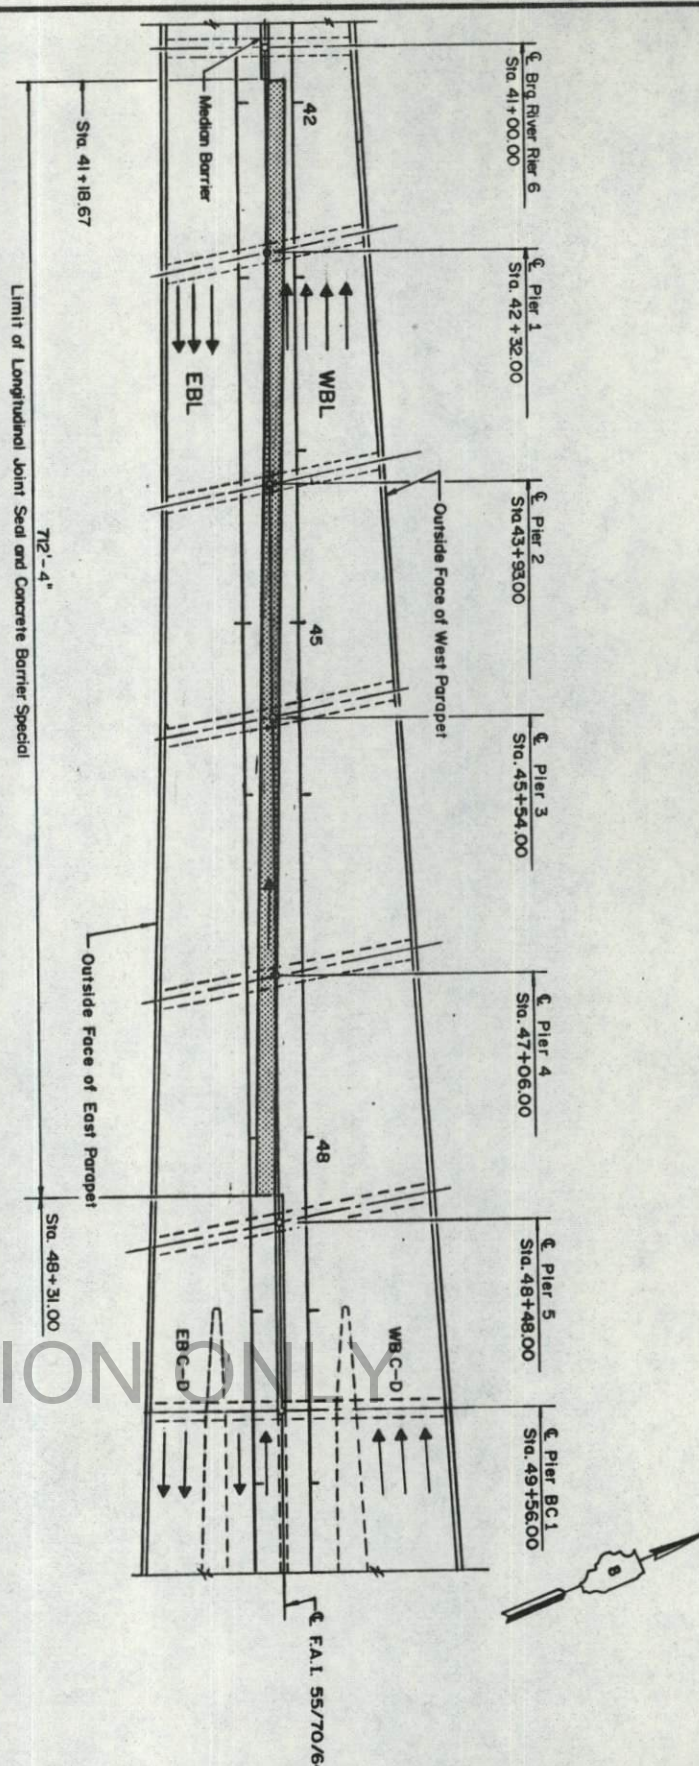 ℄ Brg River Rier 6
Sta. 41+00.00
℄ Pier 1
Sta. 42+32.00
℄ Pier 2
Sta 43+93.00
℄ Pier 3
Sta. 45+54.00
℄ Pier 4
Sta. 47+06.00
℄ Pier 5
Sta. 48+48.00
℄ Pier BC1
Sta. 49+56.00
Median Barrier
42
45
48
WBL
EBL
Outside Face of West Parapet
Outside Face of East Parapet
WB C-D
EB C-D
℄ F.A.I. 55/70/6
Sta. 41+18.67
712'-4"
Limit of Longitudinal Joint Seal and Concrete Barrier Special
Sta. 48+31.00
ION ONLY
8